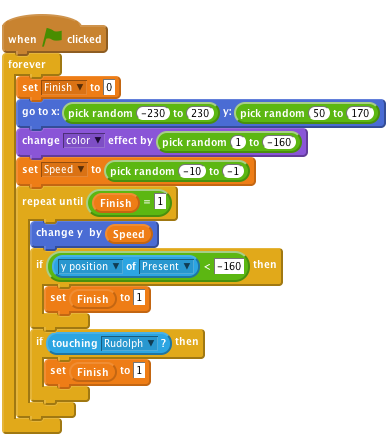 when clicked
forever
set Finish to 0
go to x: pick random -230 to 230 y: pick random 50 to 170
change color effect by pick random 1 to -160
set Speed to pick random -10 to -1
repeat until Finish = 1
change y by Speed
if y position of Present < -160 then
set Finish to 1
if touching Rudolph ? then
set Finish to 1